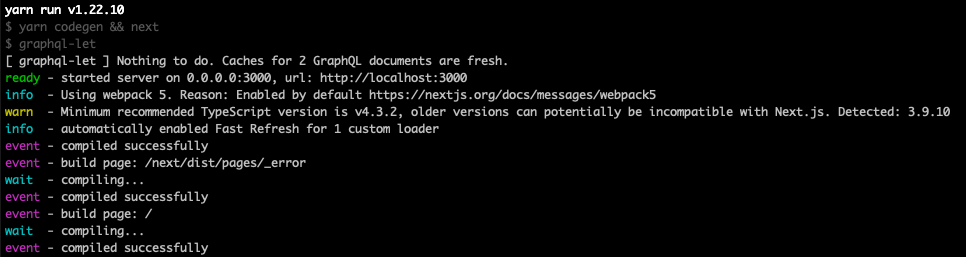 yarn run v1.22.10
$ yarn codegen && next
$ graphql-let
[ graphql-let ] Nothing to do. Caches for 2 GraphQL documents are fresh.
ready - started server on 0.0.0.0:3000, url: http://localhost:3000
info  - Using webpack 5. Reason: Enabled by default https://nextjs.org/docs/messages/webpack5
warn  - Minimum recommended TypeScript version is v4.3.2, older versions can potentially be incompatible with Next.js. Detected: 3.9.10
info  - automatically enabled Fast Refresh for 1 custom loader
event - compiled successfully
event - build page: /next/dist/pages/_error
wait  - compiling...
event - compiled successfully
event - build page: /
wait  - compiling...
event - compiled successfully